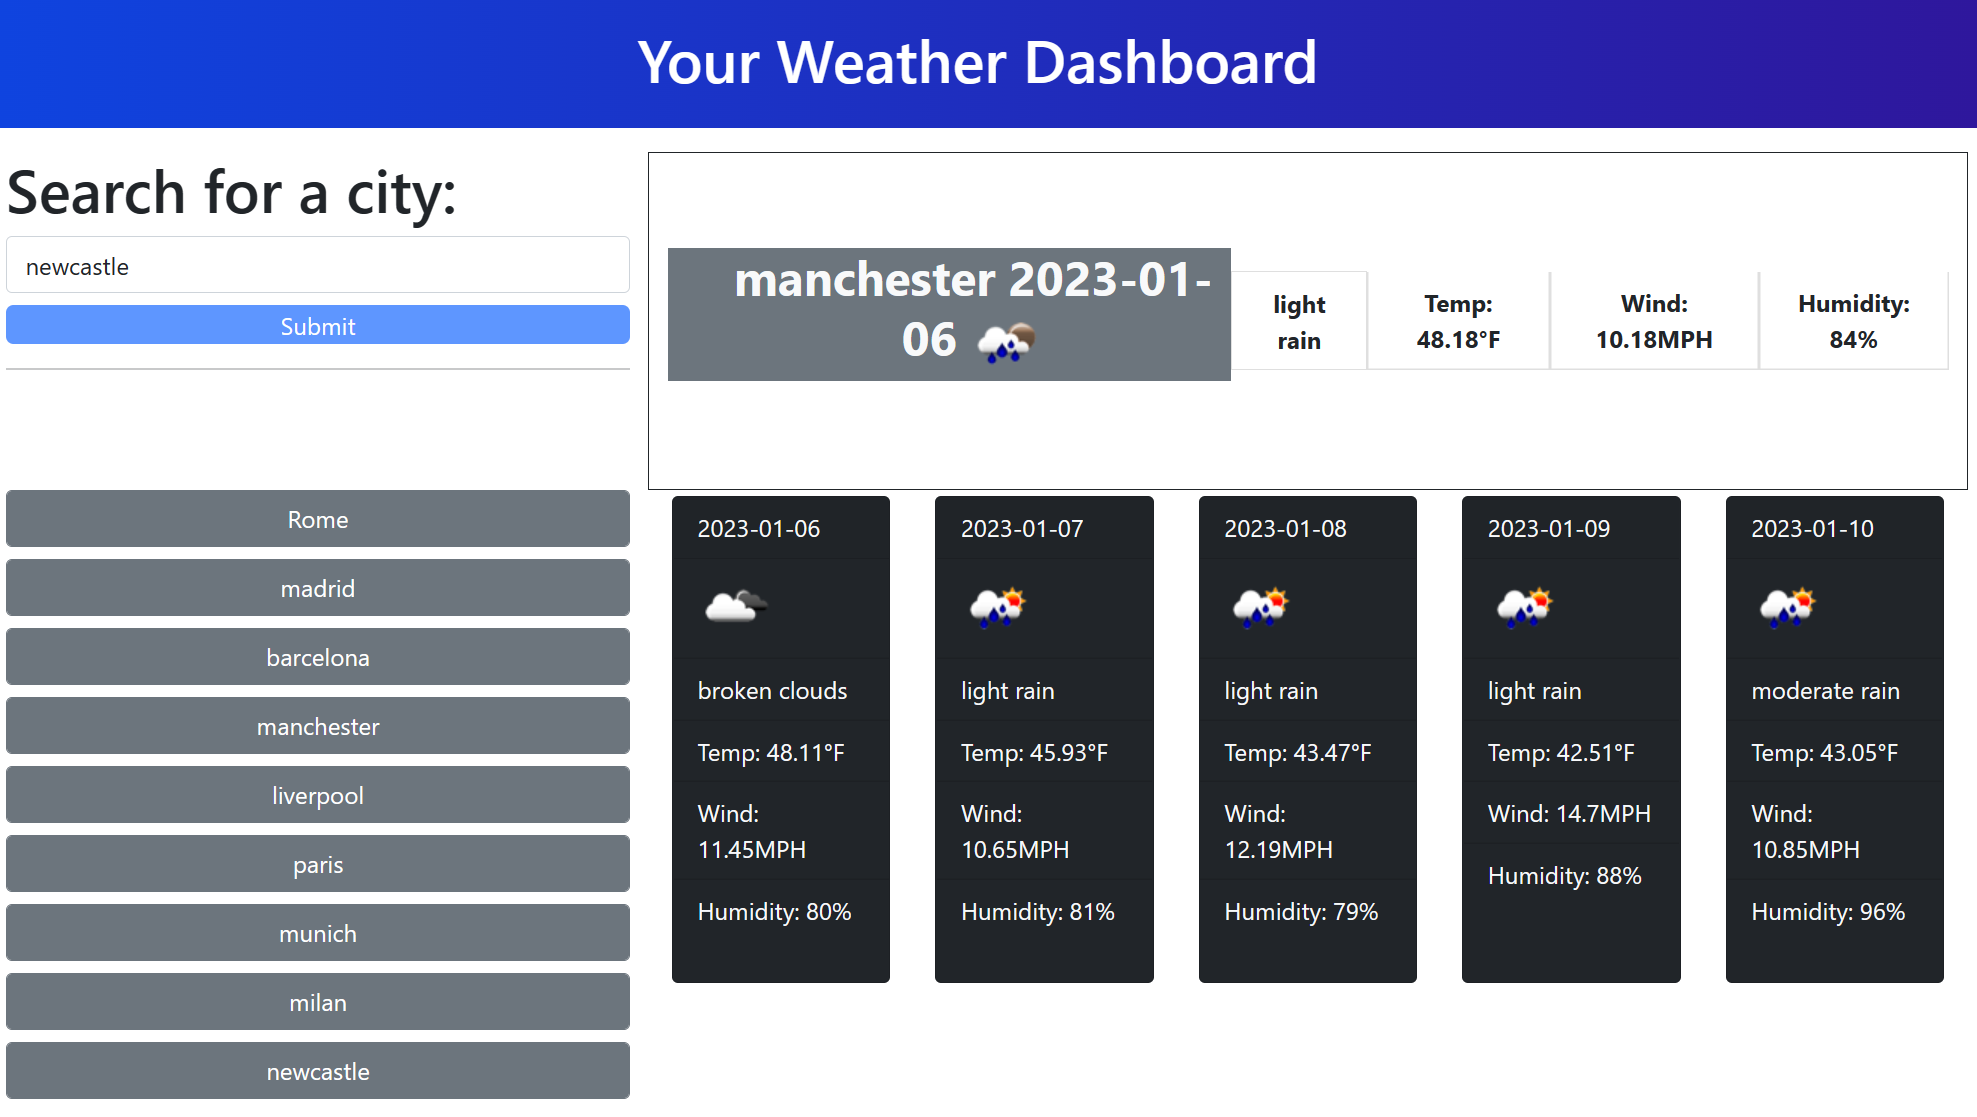 Your Weather Dashboard
Search for a city:
newcastle
Submit
Rome
madrid
barcelona
manchester
liverpool
paris
munich
milan
newcastle
manchester 2023-01-
06
light
rain
Temp:
48.18°F
Wind:
10.18MPH
Humidity:
84%
2023-01-06
broken clouds
Temp: 48.11°F
Wind:
11.45MPH
Humidity: 80%
2023-01-07
light rain
Temp: 45.93°F
Wind:
10.65MPH
Humidity: 81%
2023-01-08
light rain
Temp: 43.47°F
Wind:
12.19MPH
Humidity: 79%
2023-01-09
light rain
Temp: 42.51°F
Wind: 14.7MPH
Humidity: 88%
2023-01-10
moderate rain
Temp: 43.05°F
Wind:
10.85MPH
Humidity: 96%